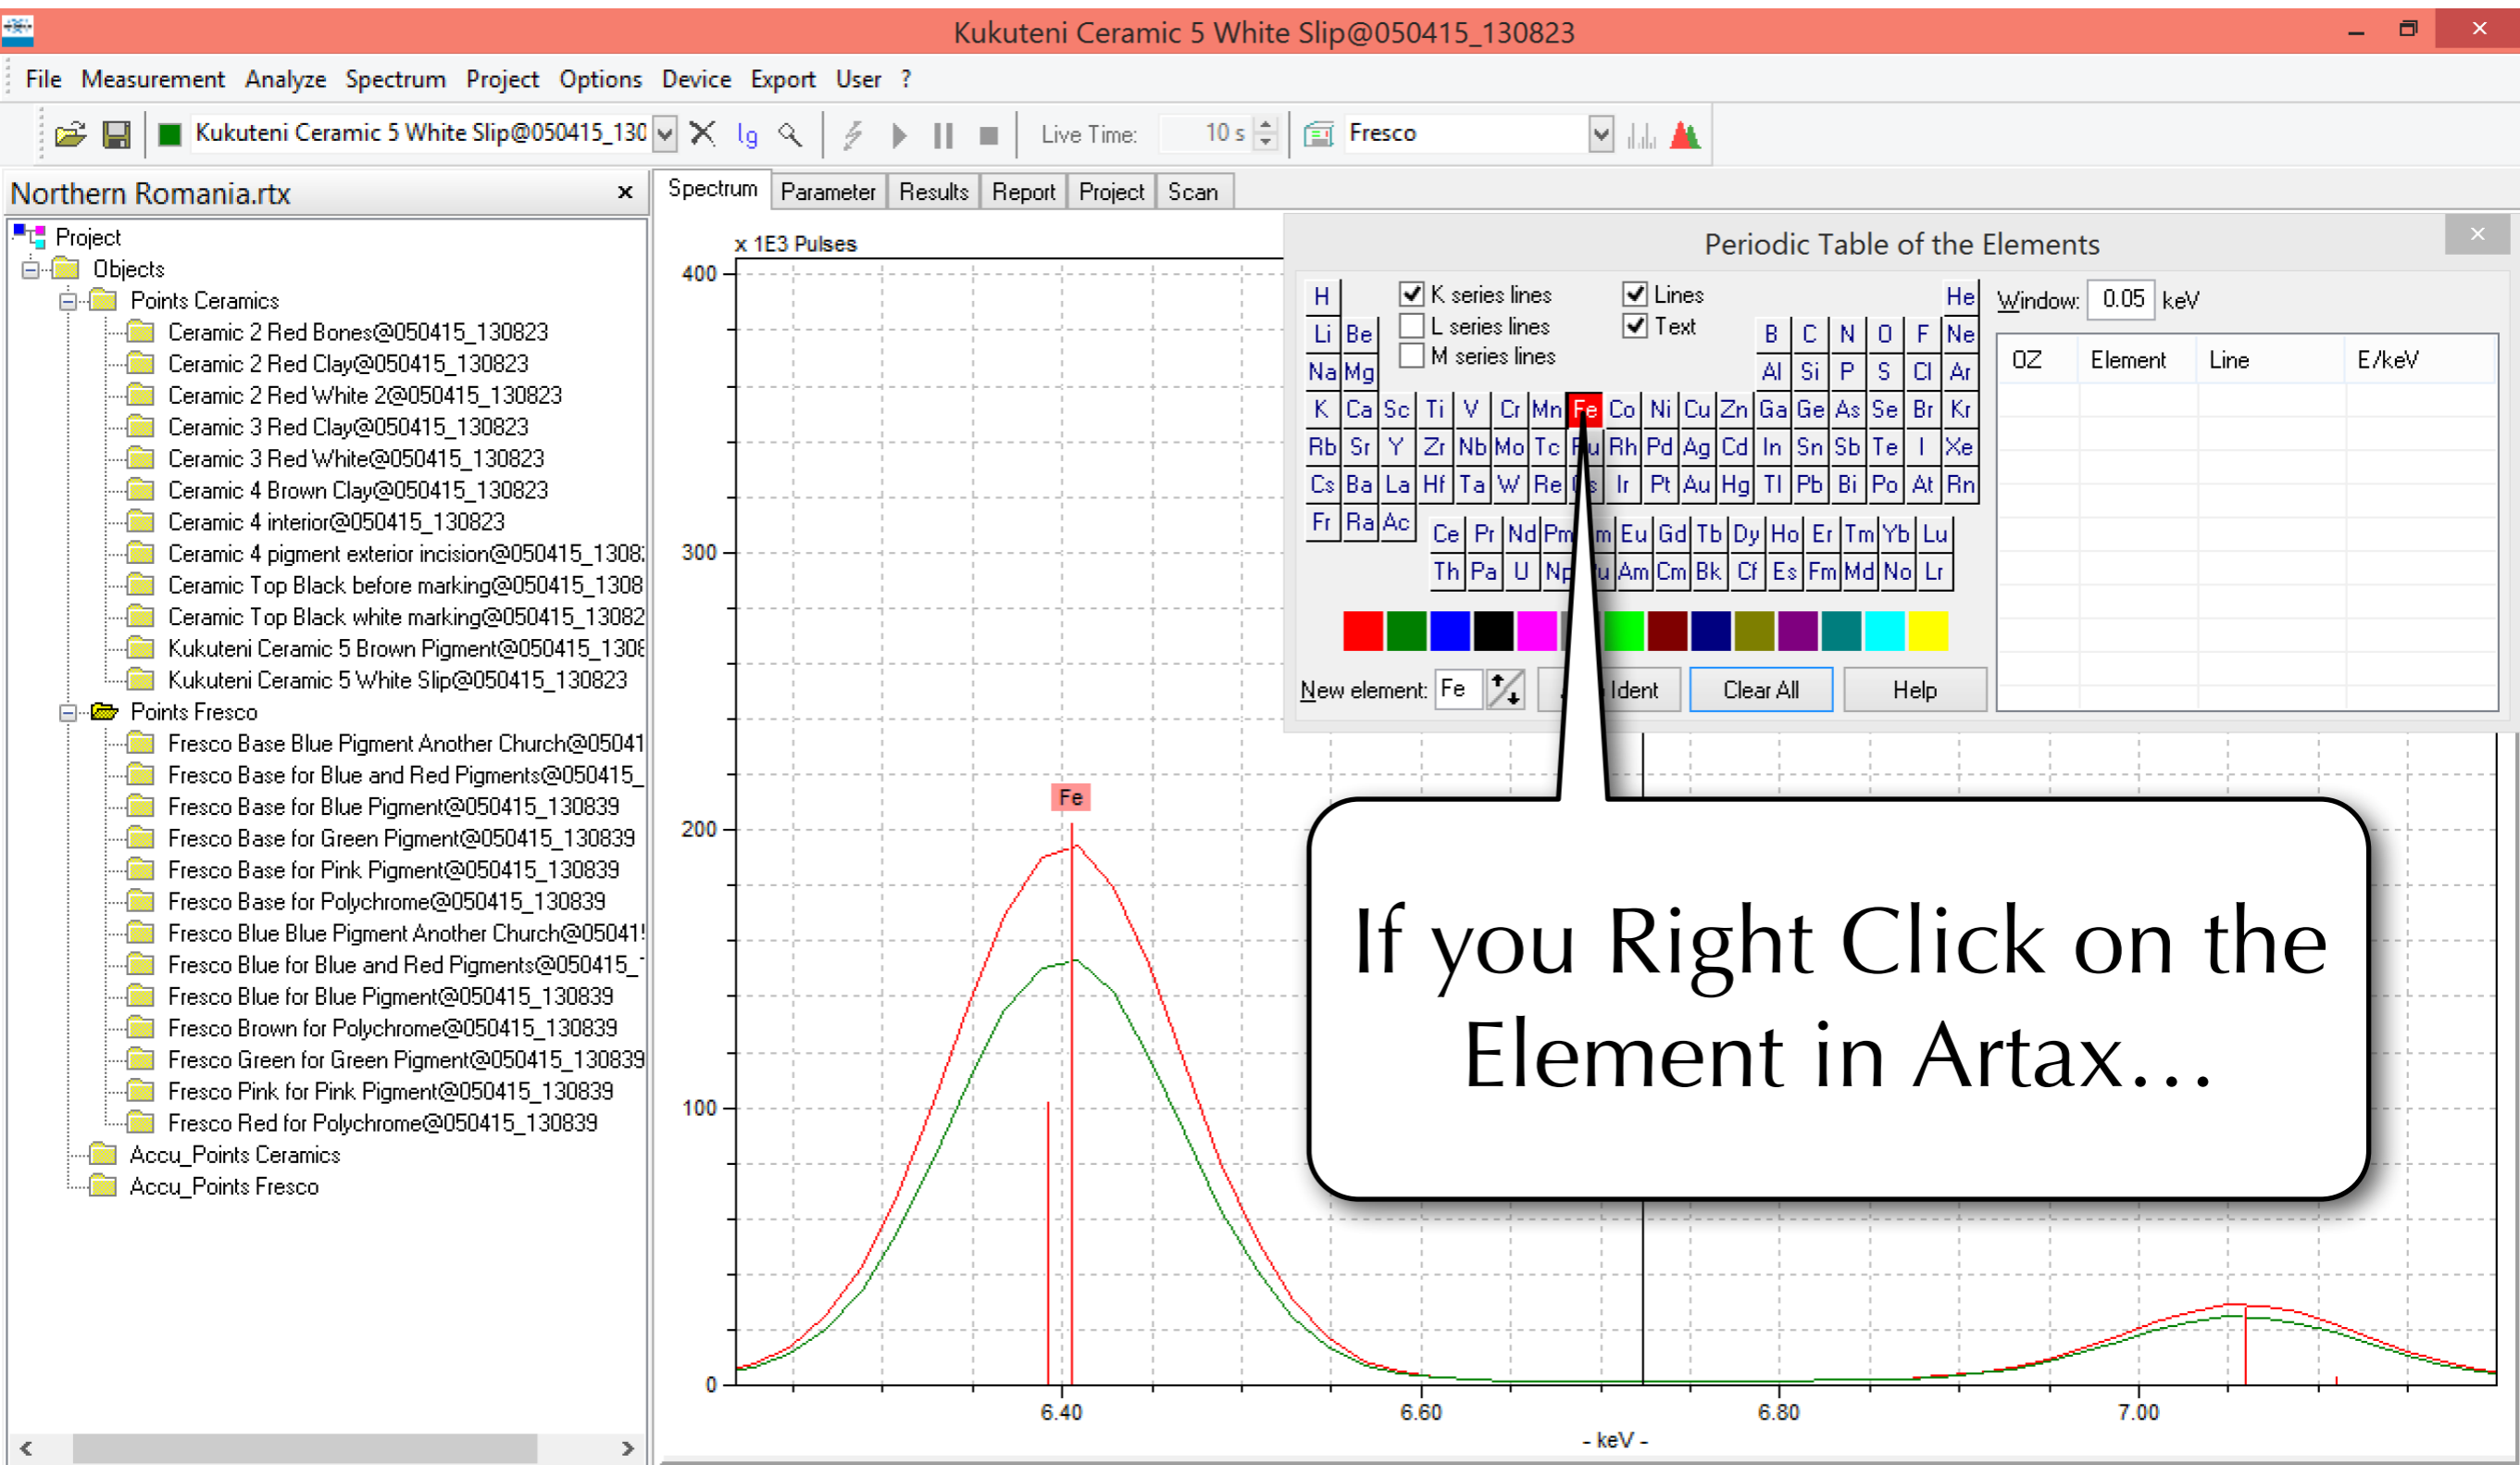 Kukuteni Ceramic 5 White Slip@050415_130823
File Measurement Analyze Spectrum Project Options Device Export User ?
Kukuteni Ceramic 5 White Slip@050415_130 lg Live Time: 10 s Fresco
Northern Romania.rtx
Project
Objects
Points Ceramics
Ceramic 2 Red Bones@050415_130823
Ceramic 2 Red Clay@050415_130823
Ceramic 2 Red White 2@050415_130823
Ceramic 3 Red Clay@050415_130823
Ceramic 3 Red White@050415_130823
Ceramic 4 Brown Clay@050415_130823
Ceramic 4 interior@050415_130823
Ceramic 4 pigment exterior incision@050415_1308
Ceramic Top Black before marking@050415_1308
Ceramic Top Black white marking@050415_13082
Kukuteni Ceramic 5 Brown Pigment@050415_1308
Kukuteni Ceramic 5 White Slip@050415_130823
Points Fresco
Fresco Base Blue Pigment Another Church@05041
Fresco Base for Blue and Red Pigments@050415_
Fresco Base for Blue Pigment@050415_130839
Fresco Base for Green Pigment@050415_130839
Fresco Base for Pink Pigment@050415_130839
Fresco Base for Polychrome@050415_130839
Fresco Blue Blue Pigment Another Church@05041
Fresco Blue for Blue and Red Pigments@050415_
Fresco Blue for Blue Pigment@050415_130839
Fresco Brown for Polychrome@050415_130839
Fresco Green for Green Pigment@050415_130839
Fresco Pink for Pink Pigment@050415_130839
Fresco Red for Polychrome@050415_130839
Accu_Points Ceramics
Accu_Points Fresco
Spectrum Parameter Results Report Project Scan
x 1E3 Pulses
400
300
200
100
0
Fe
6.40 6.60 6.80 7.00
- keV -
Periodic Table of the Elements
K series lines
L series lines
M series lines
Lines
Text
H He
Li Be B C N O F Ne
Na Mg Al Si P S Cl Ar
K Ca Sc Ti V Cr Mn Fe Co Ni Cu Zn Ga Ge As Se Br Kr
Rb Sr Y Zr Nb Mo Tc Ru Rh Pd Ag Cd In Sn Sb Te I Xe
Cs Ba La Hf Ta W Re Os Ir Pt Au Hg Tl Pb Bi Po At Rn
Fr Ra Ac
Ce Pr Nd Pm m Eu Gd Tb Dy Ho Er Tm Yb Lu
Th Pa U Np u Am Cm Bk Cf Es Fm Md No Lr
New element: Fe Ident Clear All Help
Window: 0.05 keV
OZ Element Line E/keV
If you Right Click on the
Element in Artax…